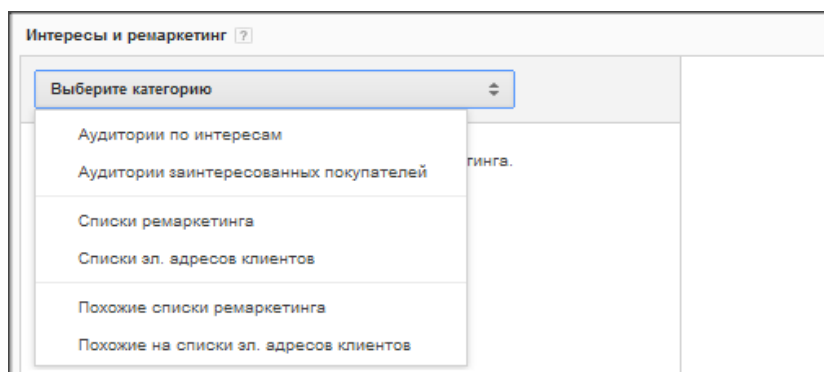 Интересы и ремаркетинг ?
Выберите категорию
Аудитории по интересам
тинга.
Аудитории заинтересованных покупателей
Списки ремаркетинга
Списки эл. адресов клиентов
Похожие списки ремаркетинга
Похожие на списки эл. адресов клиентов